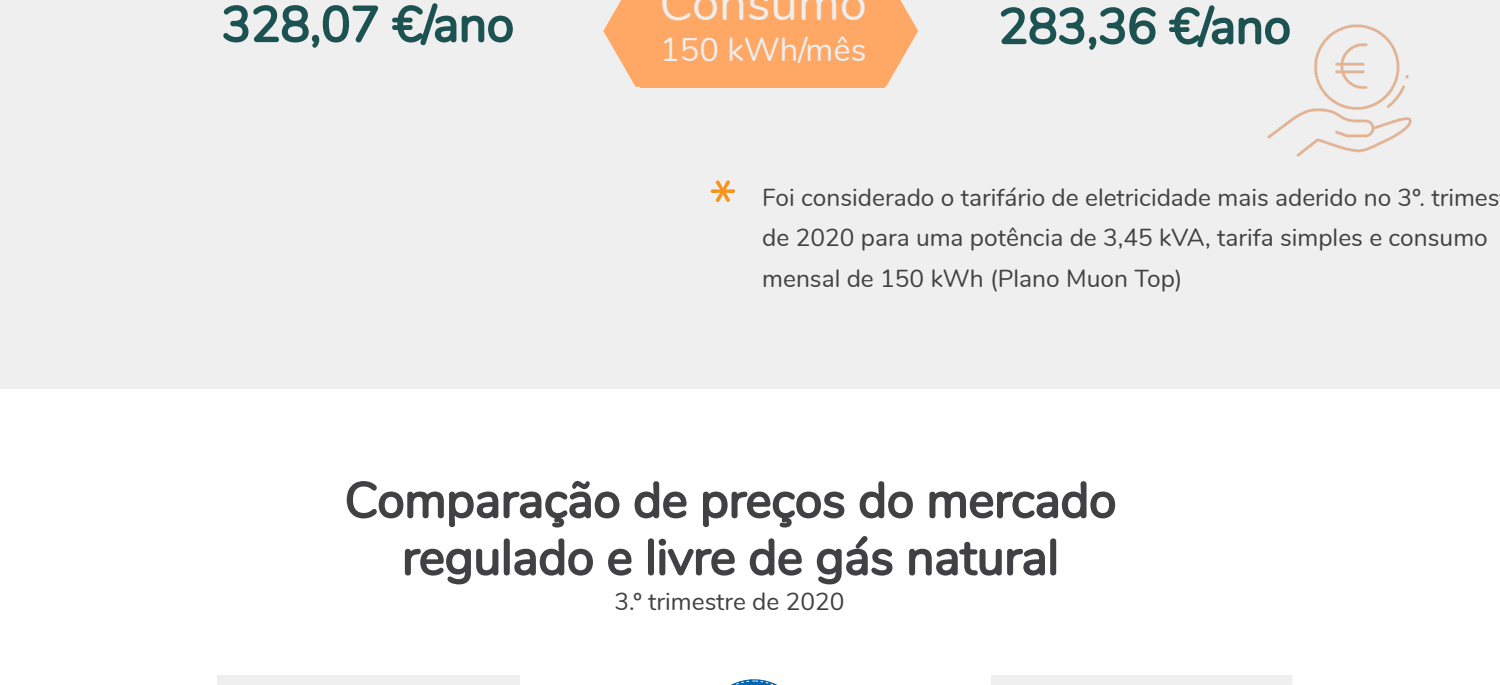 328,07 €/ano
Consumo
150 kWh/mês
283,36 €/ano
Foi considerado o tarifário de eletricidade mais aderido no 3º.
de 2020 para uma potência de 3,45 kVA, tarifa simples e consumo
mensal de 150 kWh (Plano Muon Top)
Comparação de preços do mercado
regulado e livre de gás natural
3.º trimestre de 2020